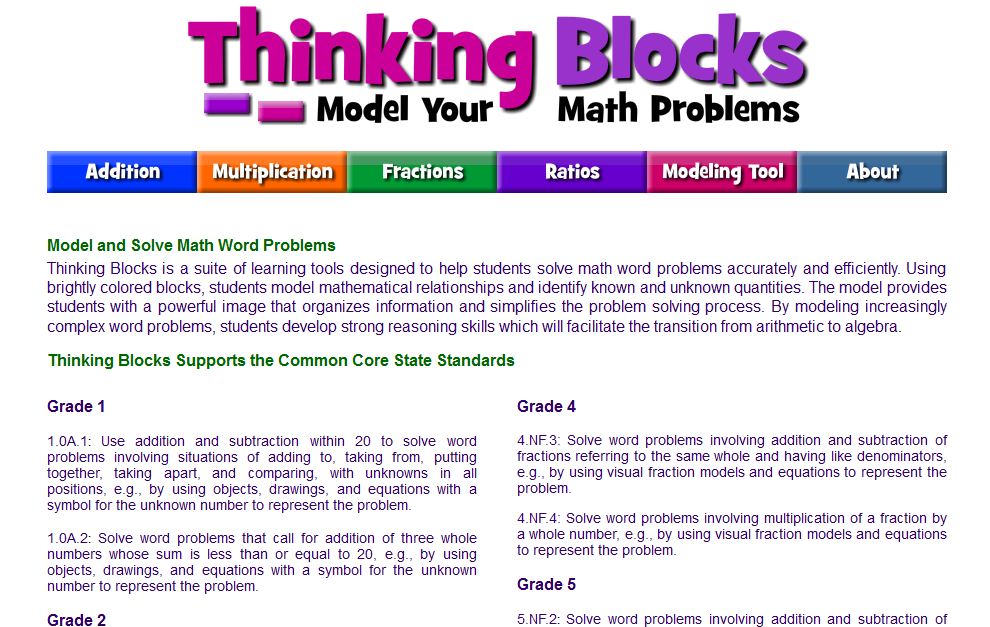 Thinking Blocks
Model Your Math Problems
Addition Multiplication Fractions Ratios Modeling Tool About
Model and Solve Math Word Problems
Thinking Blocks is a suite of learning tools designed to help students solve math word problems accurately and efficiently. Using
brightly colored blocks, students model mathematical relationships and identify known and unknown quantities. The model provides
students with a powerful image that organizes information and simplifies the problem solving process. By modeling increasingly
complex word problems, students develop strong reasoning skills which will facilitate the transition from arithmetic to algebra.
Thinking Blocks Supports the Common Core State Standards
Grade 1
1.0A.1: Use addition and subtraction within 20 to solve word
problems involving situations of adding to, taking from, putting
together, taking apart, and comparing, with unknowns in all
positions, e.g., by using objects, drawings, and equations with a
symbol for the unknown number to represent the problem.
1.0A.2: Solve word problems that call for addition of three whole
numbers whose sum is less than or equal to 20, e.g., by using
objects, drawings, and equations with a symbol for the unknown
number to represent the problem.
Grade 2
Grade 4
4.NF.3: Solve word problems involving addition and subtraction of
fractions referring to the same whole and having like denominators,
e.g., by using visual fraction models and equations to represent the
problem.
4.NF.4: Solve word problems involving multiplication of a fraction by
a whole number, e.g., by using visual fraction models and equations
to represent the problem.
Grade 5
5.NF.2: Solve word problems involving addition and subtraction of